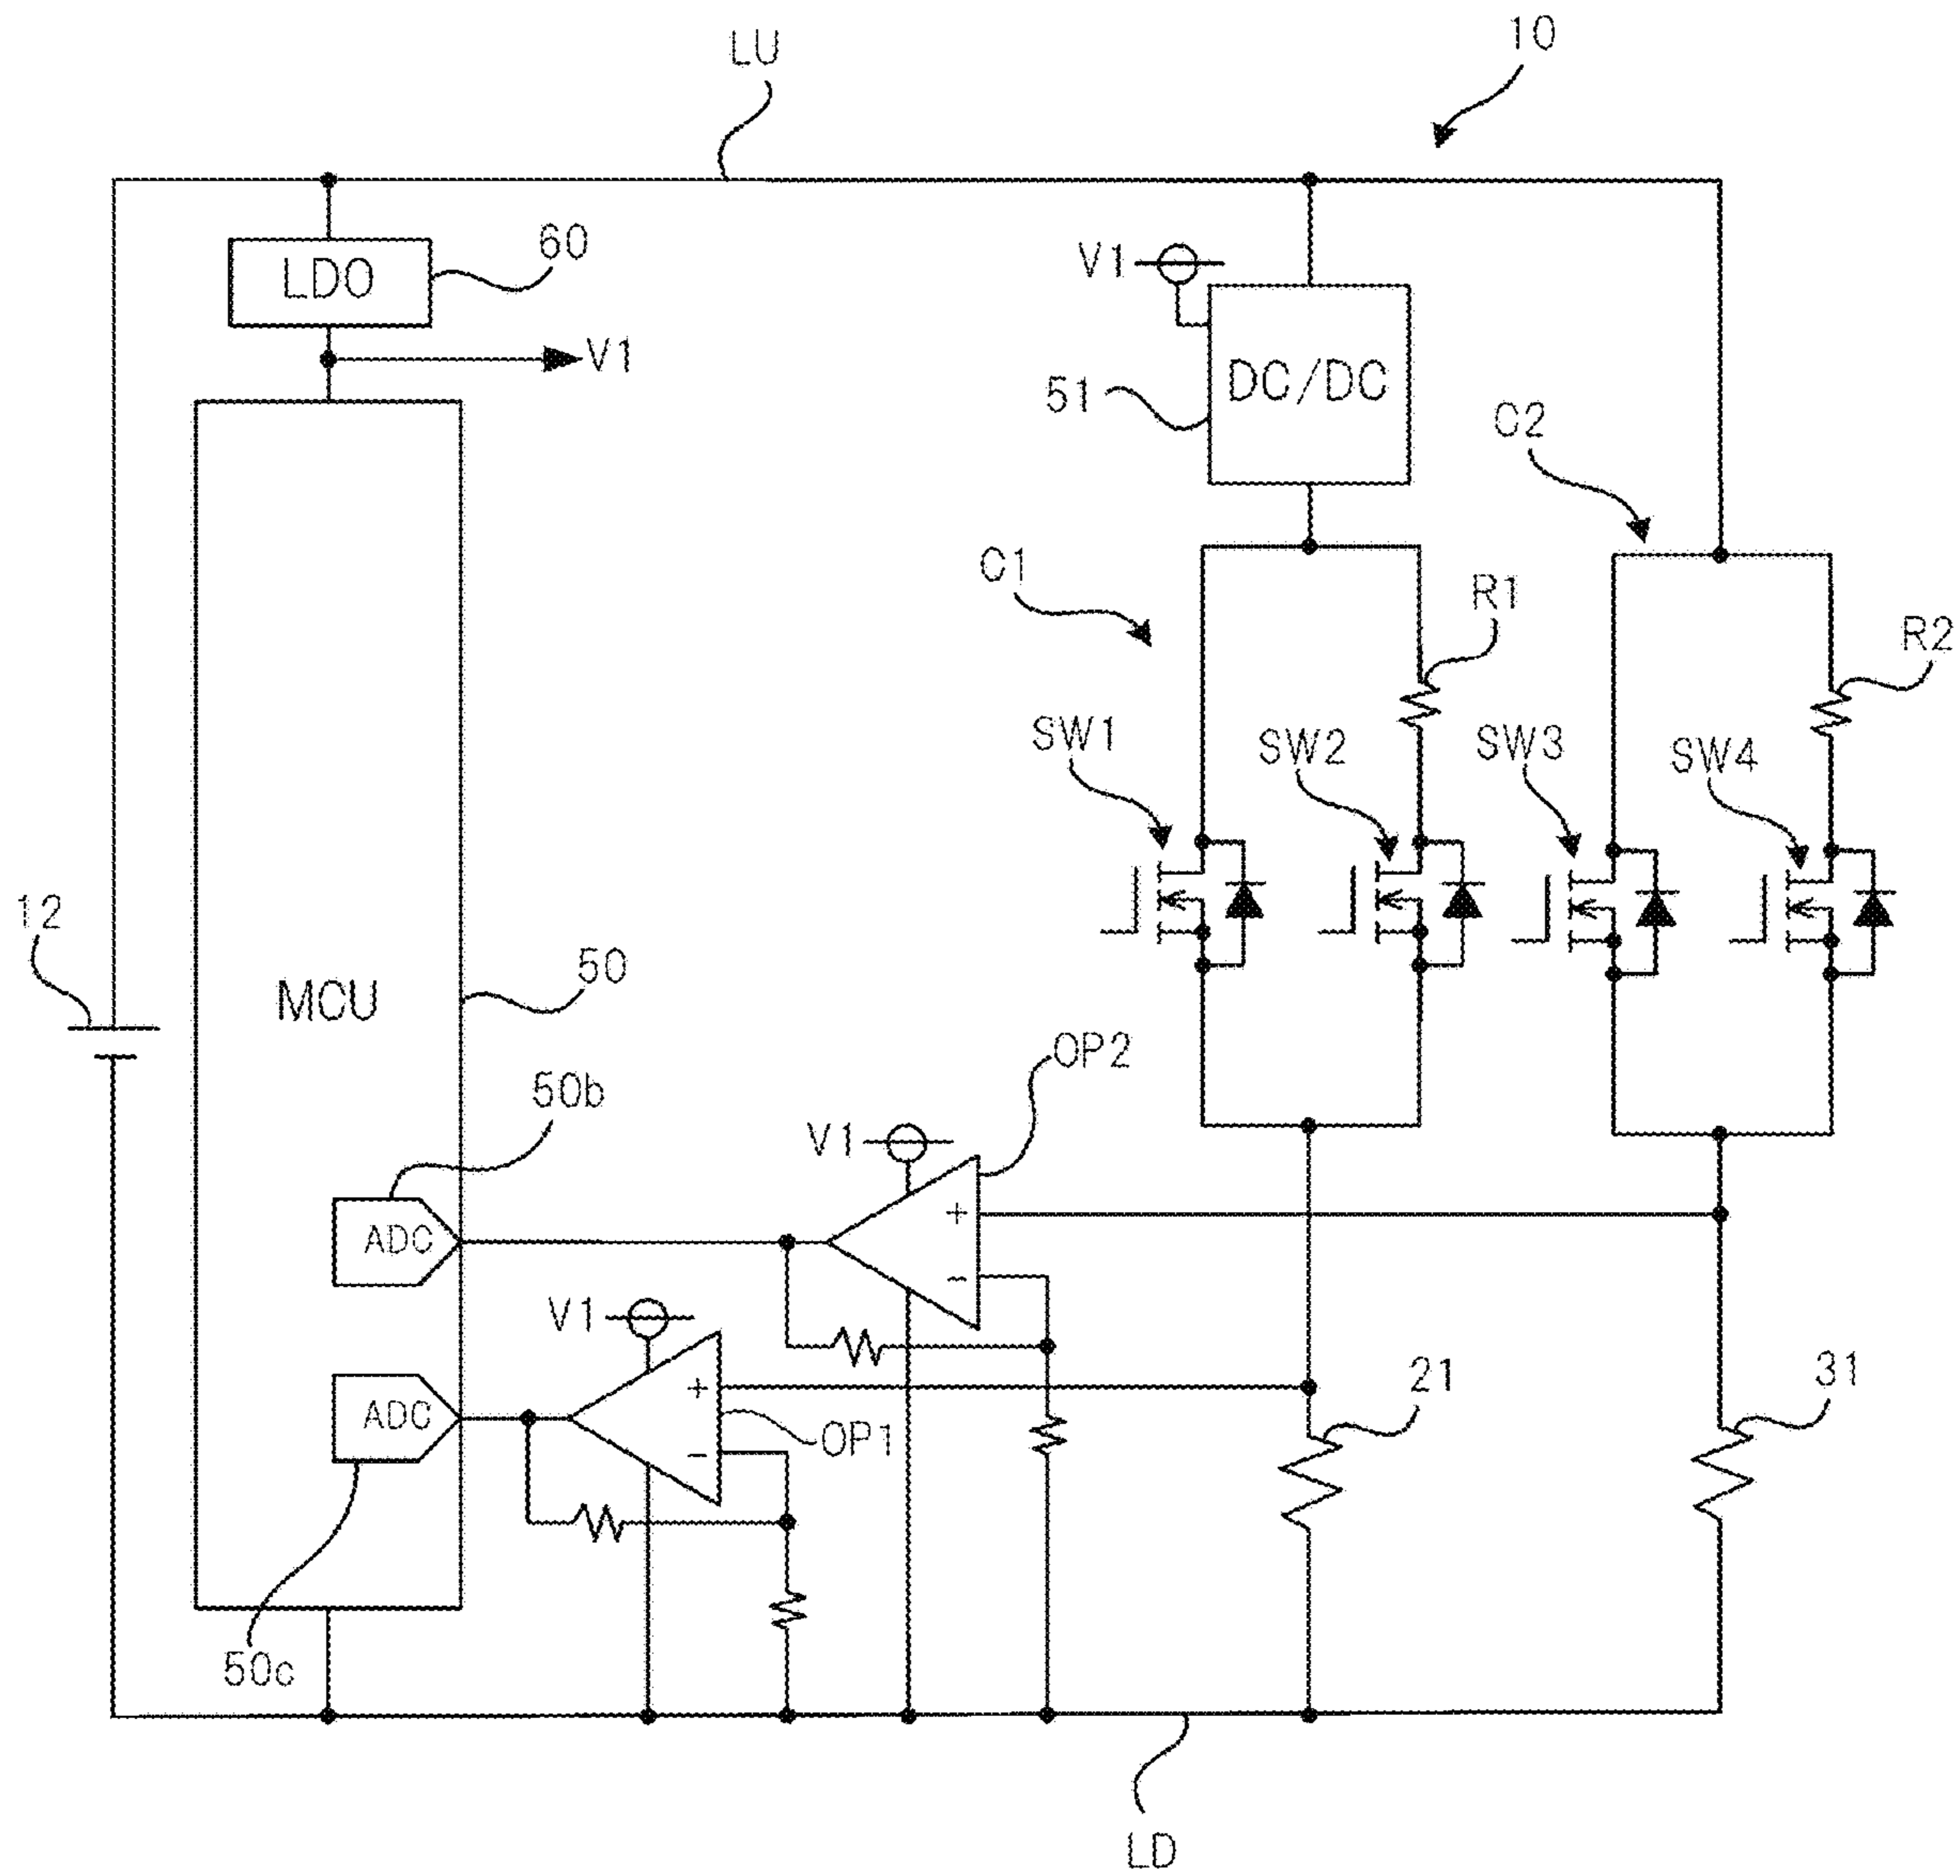 10
LU
60
LDO
V1
V1
DC/DC
51
C2
C1
R1
R2
SW1
SW2
SW3
SW4
12
50
MCU
OP2
50b
V1
+
ADC
−
V1
21
31
+
ADC
OP1
−
50c
LD